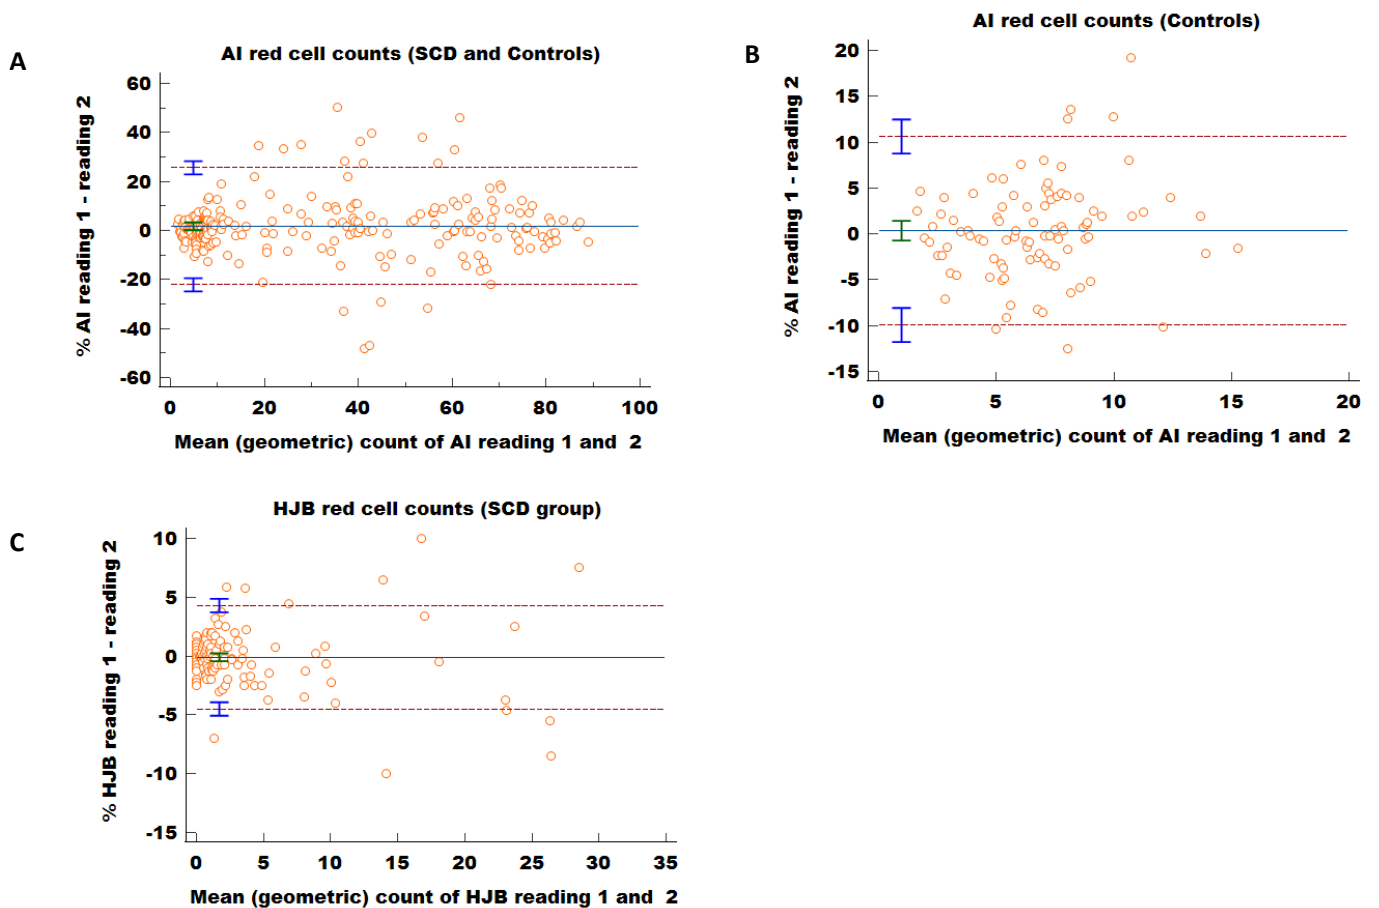 A
AI red cell counts (SCD and Controls)
% AI reading 1 - reading 2
60
40
20
0
-20
-40
-60
0 20 40 60 80 100
Mean (geometric) count of AI reading 1 and 2
B
AI red cell counts (Controls)
% AI reading 1 - reading 2
20
15
10
5
0
-5
-10
-15
0 5 10 15 20
Mean (geometric) count of AI reading 1 and 2
C
HJB red cell counts (SCD group)
% HJB reading 1 - reading 2
10
5
0
-5
-10
-15
0 5 10 15 20 25 30 35
Mean (geometric) count of HJB reading 1 and 2